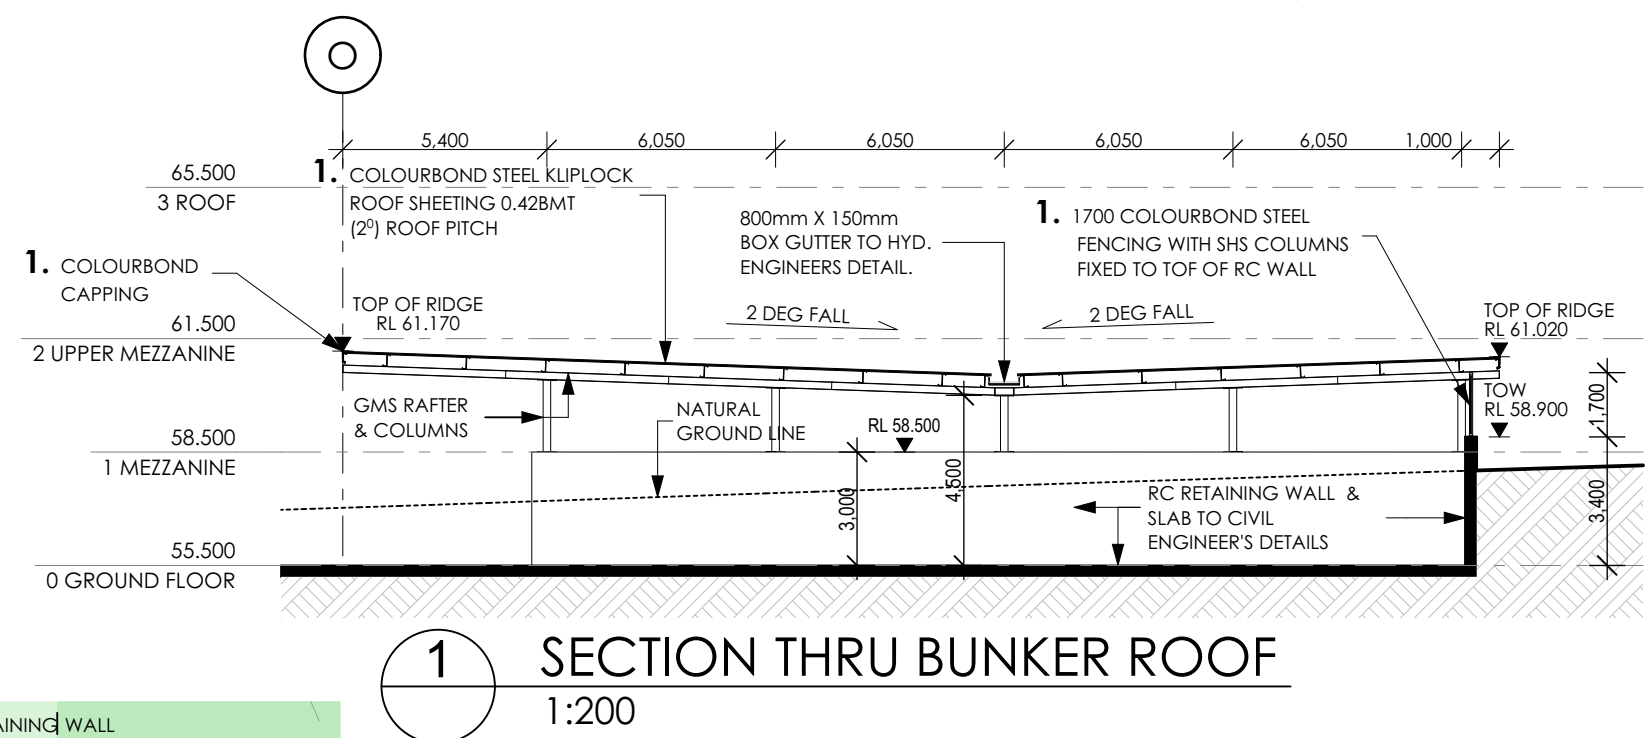 5,400
6,050
6,050
6,050
6,050
1,000
65.500
3 ROOF
1. COLOURBOND STEEL KLIPLOCK
ROOF SHEETING 0.42BMT
(2⁰) ROOF PITCH
800mm X 150mm
BOX GUTTER TO HYD.
ENGINEERS DETAIL.
1. 1700 COLOURBOND STEEL
FENCING WITH SHS COLUMNS
FIXED TO TOF OF RC WALL
1. COLOURBOND
CAPPING
TOP OF RIDGE
RL 61.170
2 DEG FALL
2 DEG FALL
TOP OF RIDGE
RL 61.020
61.500
2 UPPER MEZZANINE
GMS RAFTER
& COLUMNS
NATURAL
GROUND LINE
RL 58.500
TOW
RL 58.900
1,700
58.500
1 MEZZANINE
3,000
4,500
RC RETAINING WALL &
SLAB TO CIVIL
ENGINEER'S DETAILS
3,400
55.500
0 GROUND FLOOR
1
SECTION THRU BUNKER ROOF
1:200
AINING WALL